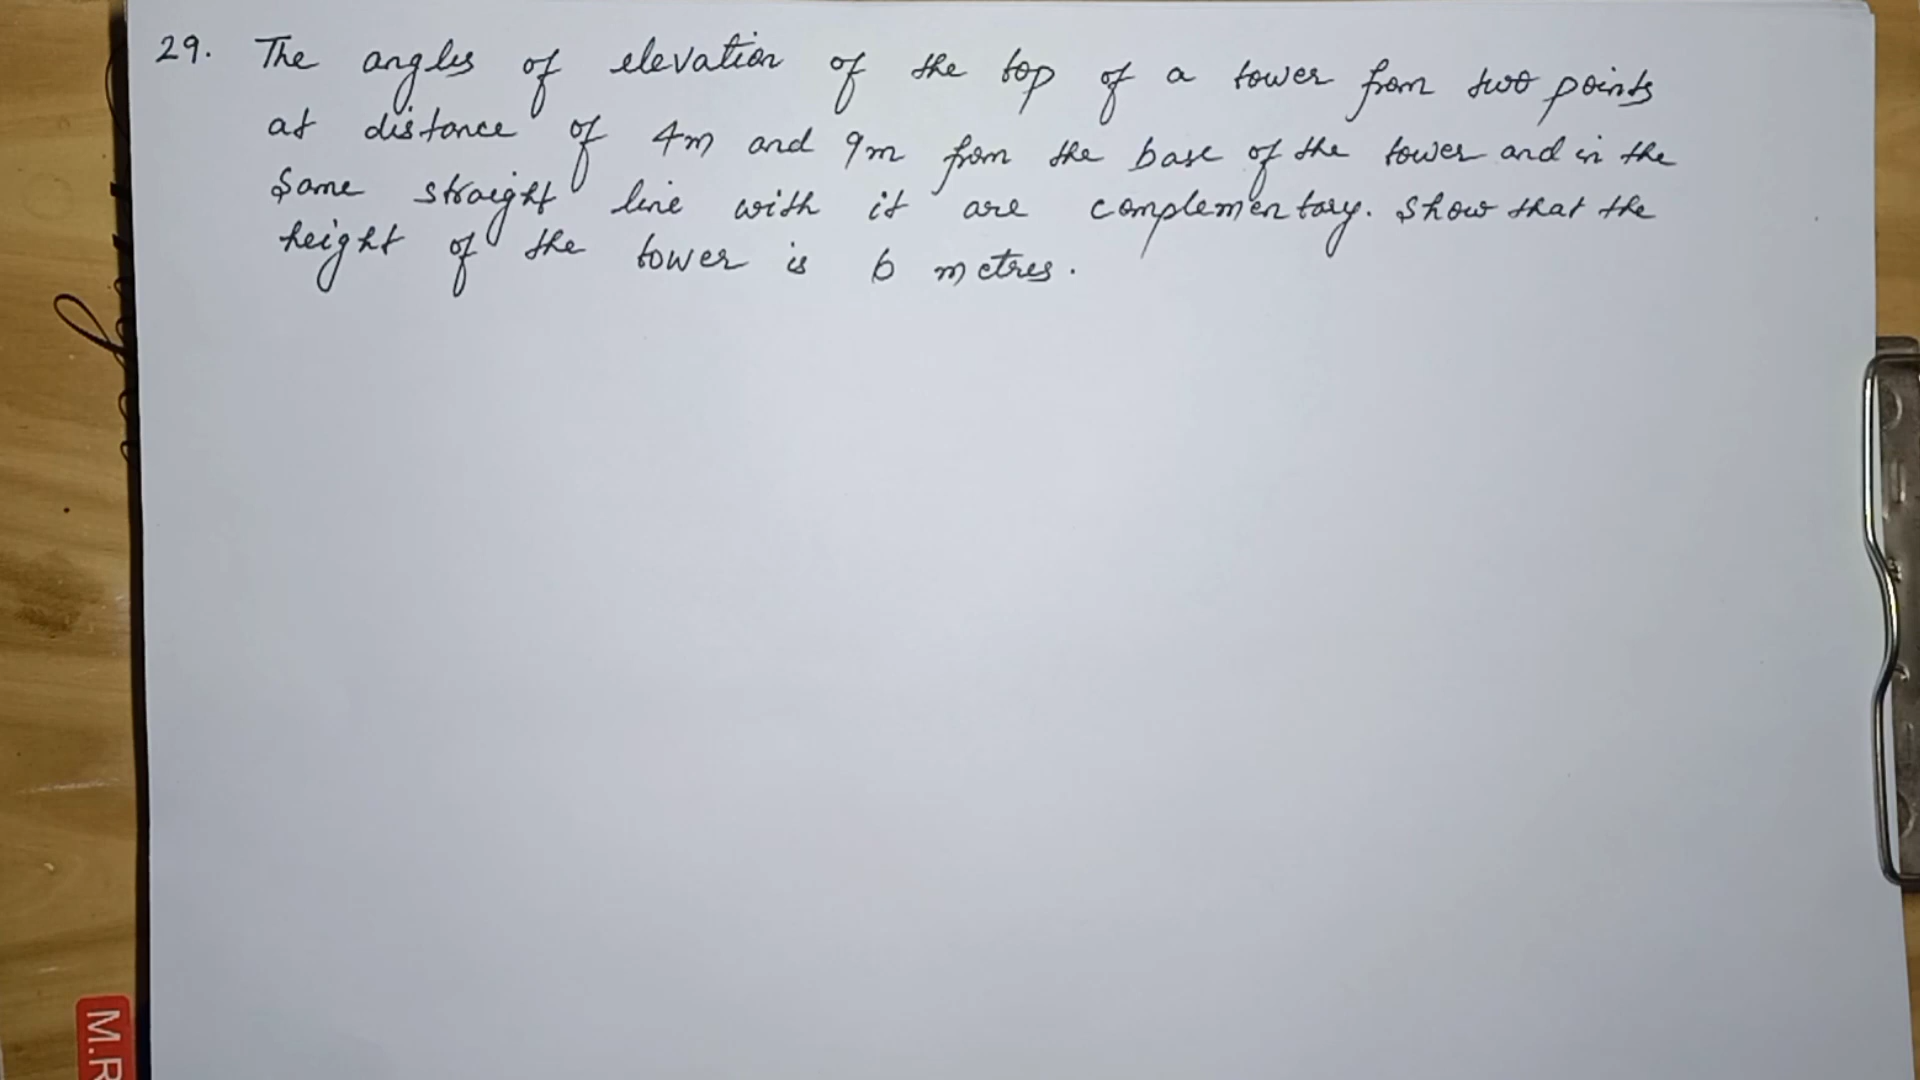 29. The angles of elevation of the top of a tower from two points
at distance of 4m and 9m from the base of the tower and in the
same straight line with it are complementary. Show that the
height of the tower is 6 metres.
M.R